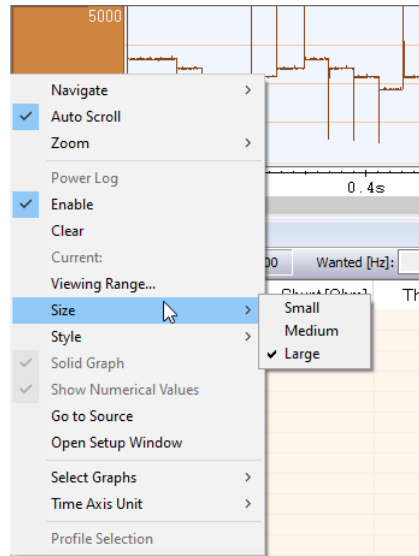 5000
Navigate
Auto Scroll
Zoom
Power Log
Enable
Clear
Current:
Viewing Range...
Size
Style
Solid Graph
Show Numerical Values
Go to Source
Open Setup Window
Select Graphs
Time Axis Unit
Profile Selection
0.4s
00 Wanted [Hz]:
Small
Medium
Large